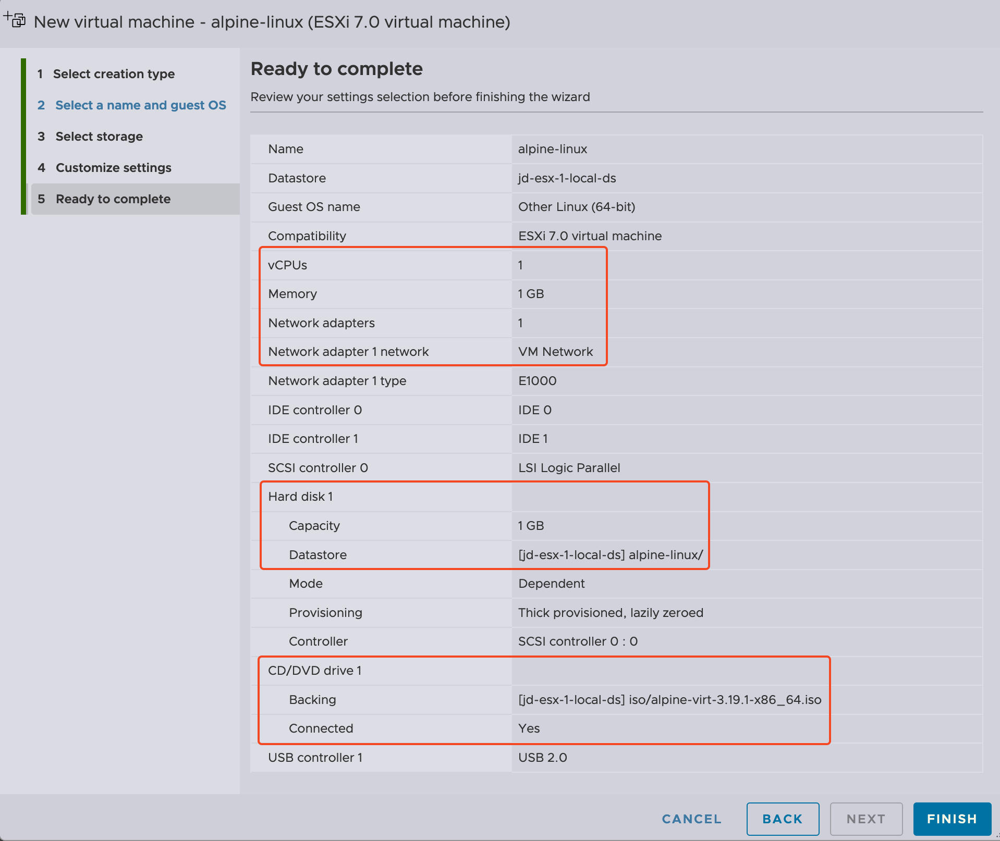 New virtual machine - alpine-linux (ESXi 7.0 virtual machine)
1 Select creation type
2 Select a name and guest OS
3 Select storage
4 Customize settings
5 Ready to complete
Ready to complete
Review your settings selection before finishing the wizard
Name alpine-linux
Datastore jd-esx-1-local-ds
Guest OS name Other Linux (64-bit)
Compatibility ESXi 7.0 virtual machine
vCPUs 1
Memory 1 GB
Network adapters 1
Network adapter 1 network VM Network
Network adapter 1 type E1000
IDE controller 0 IDE 0
IDE controller 1 IDE 1
SCSI controller 0 LSI Logic Parallel
Hard disk 1
Capacity 1 GB
Datastore [jd-esx-1-local-ds] alpine-linux/
Mode Dependent
Provisioning Thick provisioned, lazily zeroed
Controller SCSI controller 0 : 0
CD/DVD drive 1
Backing [jd-esx-1-local-ds] iso/alpine-virt-3.19.1-x86_64.iso
Connected Yes
USB controller 1 USB 2.0
CANCEL BACK NEXT FINISH